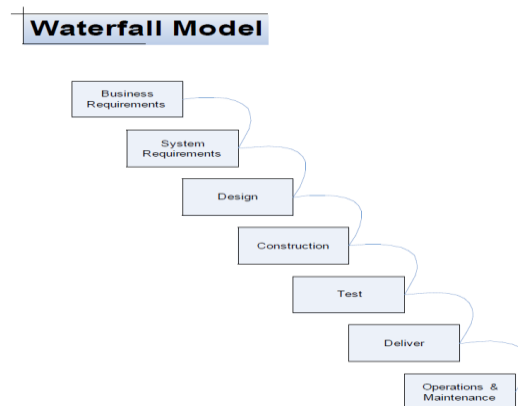 Waterfall Model
Business
Requirements
System
Requirements
Design
Construction
Test
Deliver
Operations &
Maintenance